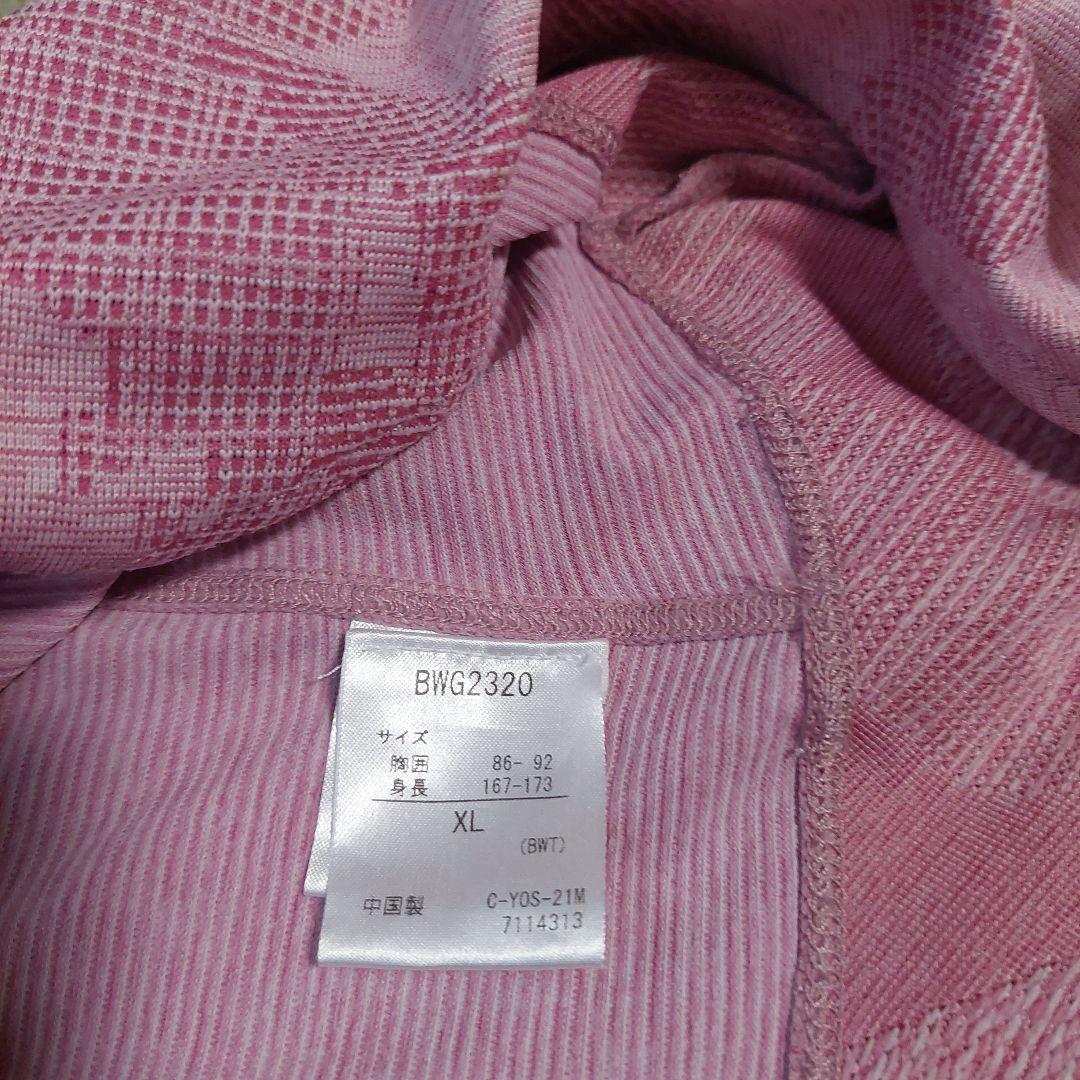 BWG2320
サイズ
胸囲 86- 92
身長 167-173
XL
(BWT)
中国製 C-YOS-21M
7114313